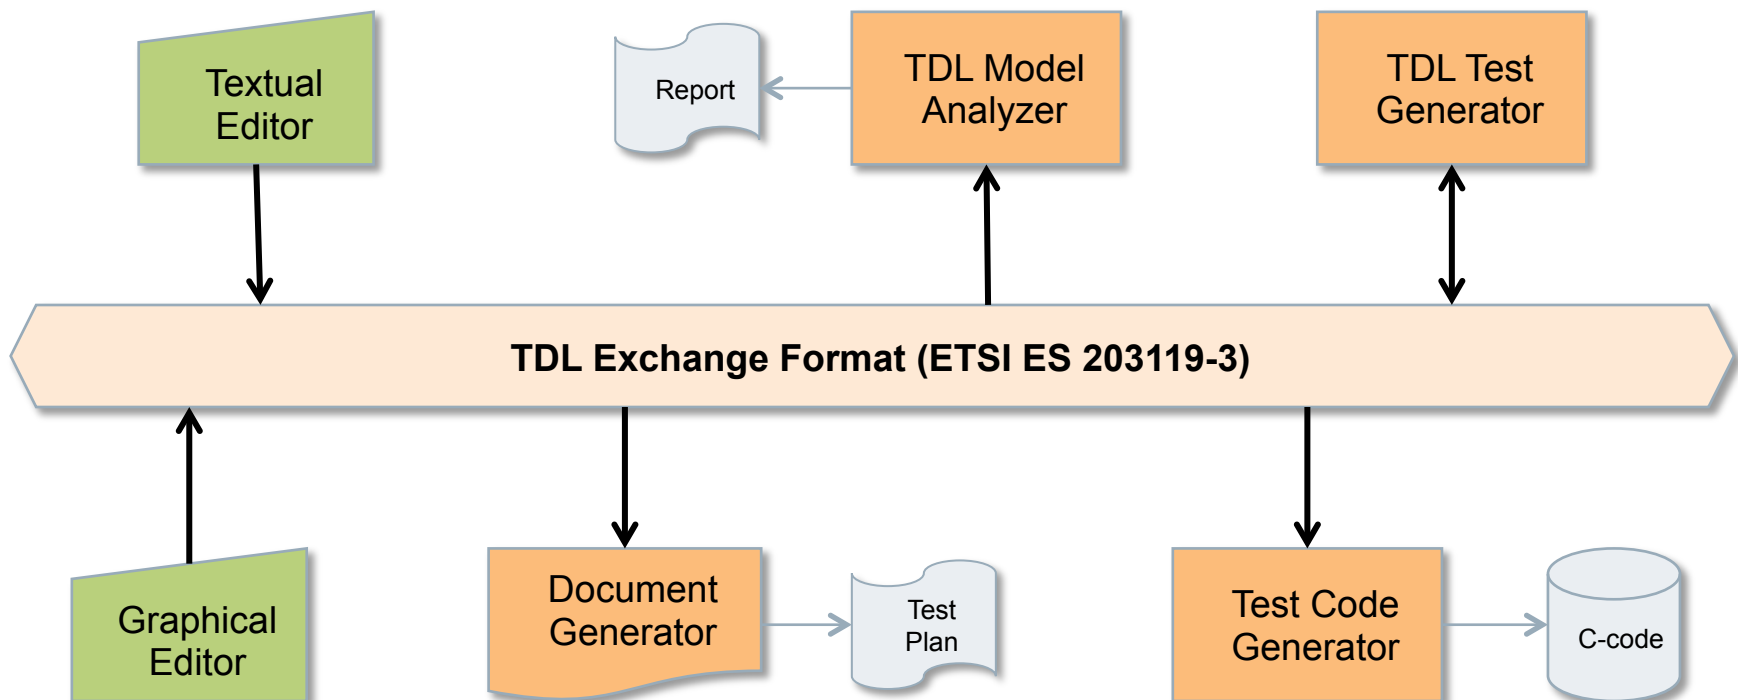 Textual
Editor
Report
TDL Model
Analyzer
TDL Test
Generator
TDL Exchange Format (ETSI ES 203119-3)
Graphical
Editor
Document
Generator
Test
Plan
Test Code
Generator
C-code